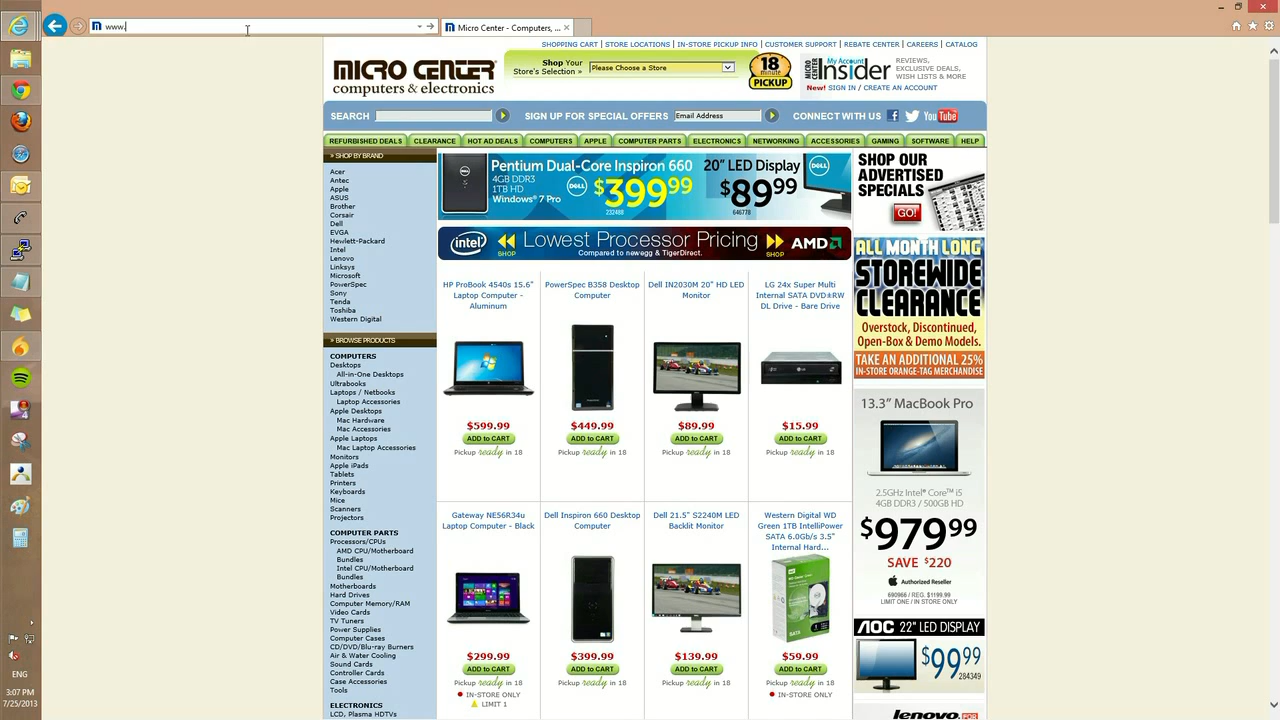 www.
Micro Center - Computers, ...
SHOPPING CART | STORE LOCATIONS | IN-STORE PICKUP INFO | CUSTOMER SUPPORT | REBATE CENTER | CAREERS | CATALOG
MICRO CENTER
computers & electronics
Shop Your
Store's Selection »
Please Choose a Store
18
minute
PICKUP
MICRO CENTER
My Account
Insider
REVIEWS,
EXCLUSIVE DEALS,
WISH LISTS & MORE
New! SIGN IN / CREATE AN ACCOUNT
SEARCH
SIGN UP FOR SPECIAL OFFERS
Email Address
CONNECT WITH US
You Tube
REFURBISHED DEALS
CLEARANCE
HOT AD DEALS
COMPUTERS
APPLE
COMPUTER PARTS
ELECTRONICS
NETWORKING
ACCESSORIES
GAMING
SOFTWARE
HELP
» SHOP BY BRAND
Acer
Antec
Apple
ASUS
Brother
Corsair
Dell
EVGA
Hewlett-Packard
Intel
Lenovo
Linksys
Microsoft
PowerSpec
Sony
Tenda
Toshiba
Western Digital
» BROWSE PRODUCTS
COMPUTERS
Desktops
All-in-One Desktops
Ultrabooks
Laptops / Netbooks
Laptop Accessories
Apple Desktops
Mac Hardware
Mac Accessories
Apple Laptops
Mac Laptop Accessories
Monitors
Apple iPads
Tablets
Printers
Keyboards
Mice
Scanners
Projectors
COMPUTER PARTS
Processors/CPUs
AMD CPU/Motherboard
Bundles
Intel CPU/Motherboard
Bundles
Motherboards
Hard Drives
Computer Memory/RAM
Video Cards
TV Tuners
Power Supplies
Computer Cases
CD/DVD/Blu-ray Burners
Air & Water Cooling
Sound Cards
Controller Cards
Case Accessories
Tools
ELECTRONICS
LCD, Plasma HDTVs
Pentium Dual-Core Inspiron 660
4GB DDR3
1TB HD
Windows® 7 Pro
DELL
$399 99
232488
20" LED Display
$89 99
646778
DELL
intel
SHOP
Lowest Processor Pricing
Compared to newegg & TigerDirect.
SHOP
AMD
HP ProBook 4540s 15.6"
Laptop Computer -
Aluminum
$599.99
ADD to CART
Pickup ready in 18
PowerSpec B358 Desktop
Computer
$449.99
ADD to CART
Pickup ready in 18
Dell IN2030M 20" HD LED
Monitor
$89.99
ADD to CART
Pickup ready in 18
LG 24x Super Multi
Internal SATA DVD±RW
DL Drive - Bare Drive
$15.99
ADD to CART
Pickup ready in 18
Gateway NE56R34u
Laptop Computer - Black
$299.99
ADD to CART
Pickup ready in 18
IN-STORE ONLY
LIMIT 1
Dell Inspiron 660 Desktop
Computer
$399.99
ADD to CART
Pickup ready in 18
Dell 21.5" S2240M LED
Backlit Monitor
$139.99
ADD to CART
Pickup ready in 18
Western Digital WD
Green 1TB IntelliPower
SATA 6.0Gb/s 3.5"
Internal Hard...
SATA
$59.99
ADD to CART
Pickup ready in 18
IN-STORE ONLY
SHOP OUR
ADVERTISED
SPECIALS
GO!
ALL MONTH LONG
STOREWIDE
CLEARANCE
Overstock, Discontinued,
Open-Box & Demo Models.
TAKE AN ADDITIONAL 25%
IN-STORE ORANGE-TAG MERCHANDISE
13.3" MacBook Pro
2.5GHz Intel® Core™ i5
4GB DDR3 / 500GB HD
$979 99
SAVE $220
Authorized Reseller
690966 / REG. $1199.99
LIMIT ONE / IN STORE ONLY
AOC 22" LED DISPLAY
$99 99
284349
lenovo FOR
ENG
3:07 PM
7/25/2013